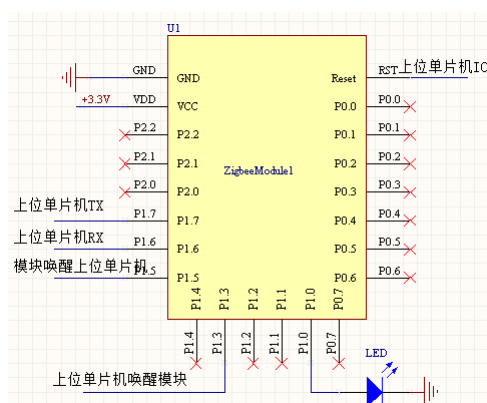 U1
GND GND Reset RST 上位单片机IO
+3.3V VDD VCC P0.0 P0.0
P2.2 P2.2 P0.1 P0.1
P2.1 P2.1 P0.2 P0.2
ZigbeeModule1
P2.0 P2.0 P0.3 P0.3
上位单片机TX P1.7 P1.7 P0.4 P0.4
上位单片机RX P1.6 P1.6 P0.5 P0.5
模块唤醒上位单片机 P1.5 P1.5 P0.6 P0.6
P1.4 P1.3 P1.2 P1.1 P1.0 P0.7
P1.4 P1.3 P1.2 P1.1 P1.0 P0.7
LED
上位单片机唤醒模块